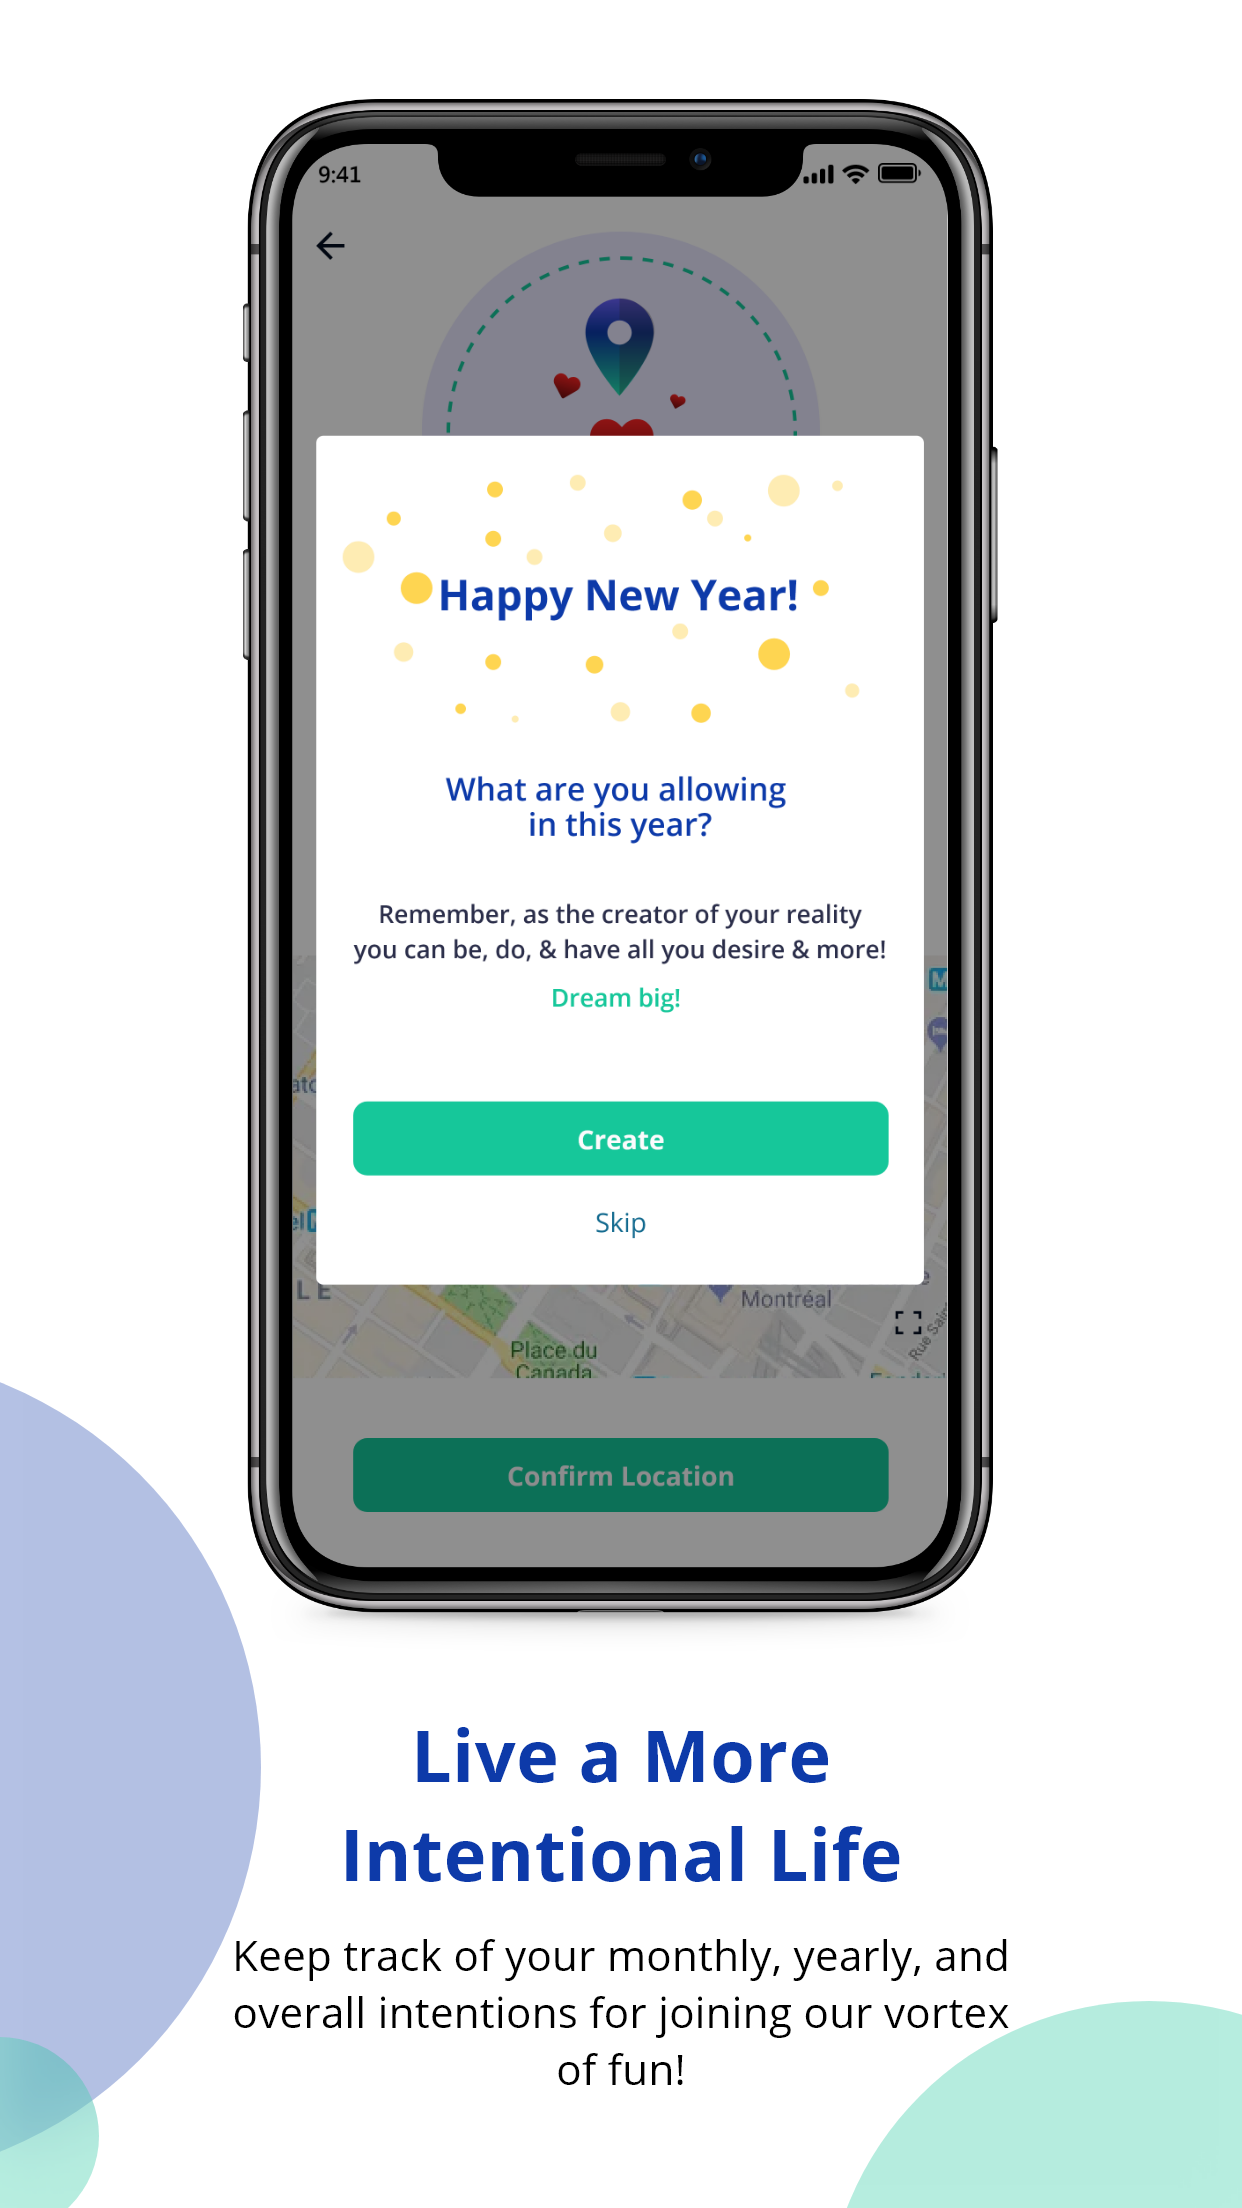 9:41
Happy New Year!
What are you allowing
in this year?
Remember, as the creator of your reality
you can be, do, & have all you desire & more!
Dream big!
Create
Skip
M
LE
Montréal
Rue
Place du
Canada
Confirm Location
Live a More
Intentional Life
Keep track of your monthly, yearly, and
overall intentions for joining our vortex
of fun!